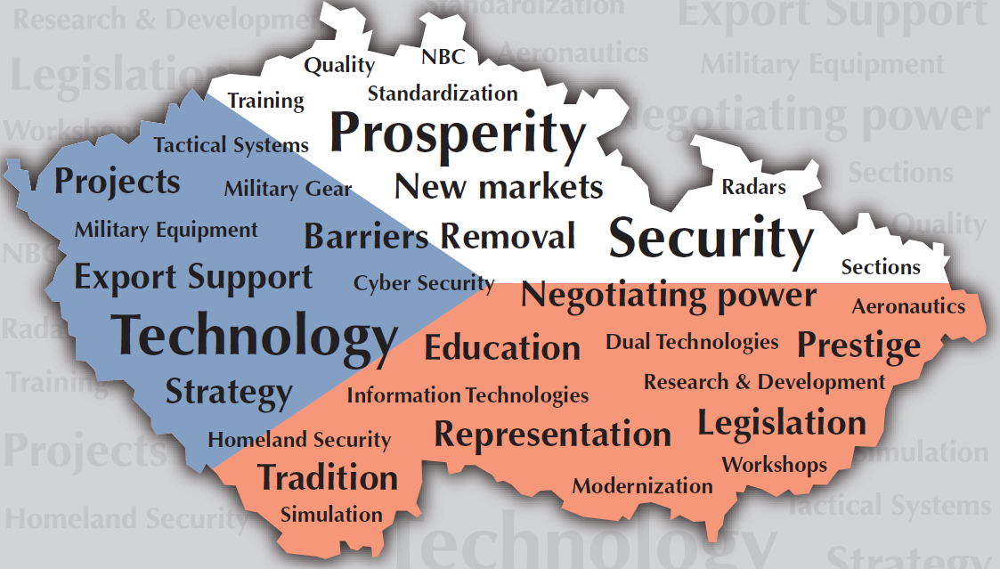 Research & Development
Standardization
Export Support
Legislation
Aeronautics
Military Equipment
Workshops
Negotiating power
Sections
Quality
NBC
Radars
Training
Projects
Simulation
Homeland Security
Tactical Systems
Technology
Strategy
Quality
NBC
Training
Standardization
Prosperity
Tactical Systems
Projects
Military Gear
New markets
Radars
Military Equipment
Barriers Removal
Security
Export Support
Cyber Security
Sections
Negotiating power
Aeronautics
Technology
Education
Dual Technologies
Prestige
Strategy
Information Technologies
Research & Development
Homeland Security
Representation
Legislation
Tradition
Workshops
Modernization
Simulation